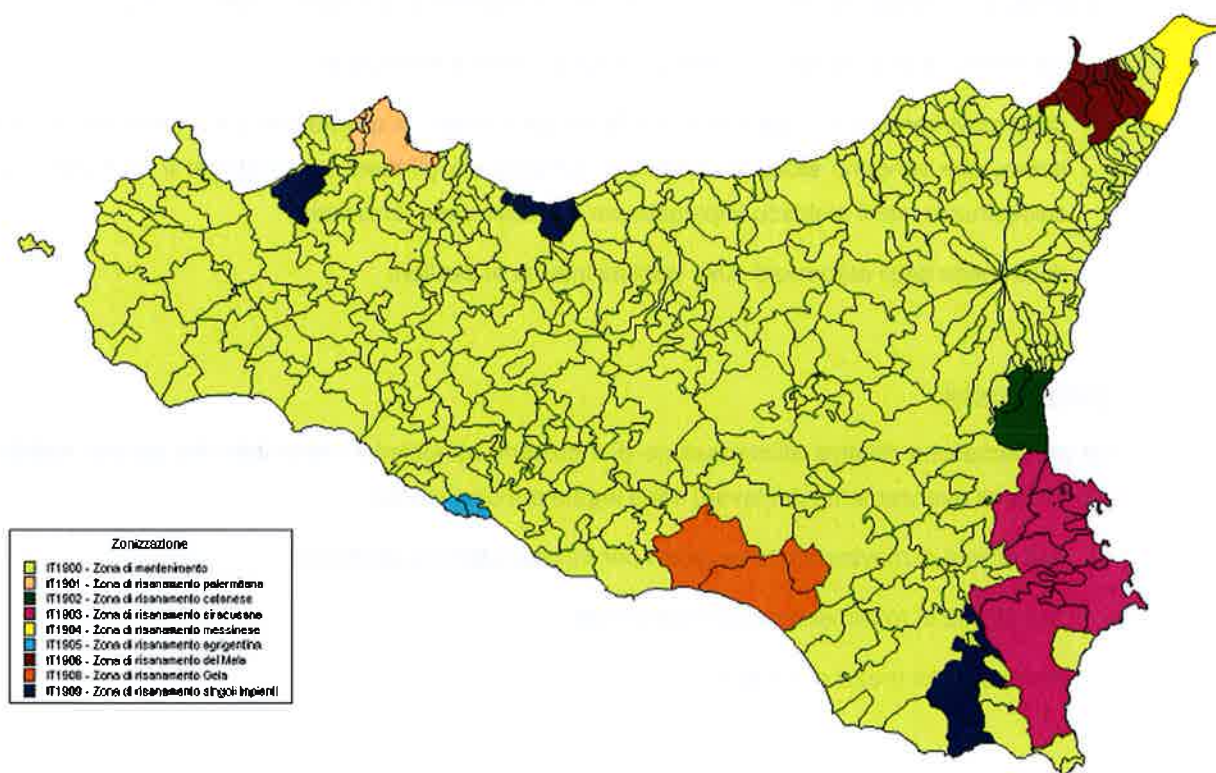 Zonizzazione
IT1900 - Zona di mantenimento
IT1901 - Zona di risanamento palermitana
IT1902 - Zona di risanamento catanese
IT1903 - Zona di risanamento siracusana
IT1904 - Zona di risanamento messinese
IT1905 - Zona di risanamento agrigentina
IT1906 - Zona di risanamento del Mela
IT1908 - Zona di risanamento Gela
IT1909 - Zona di risanamento singoli impianti